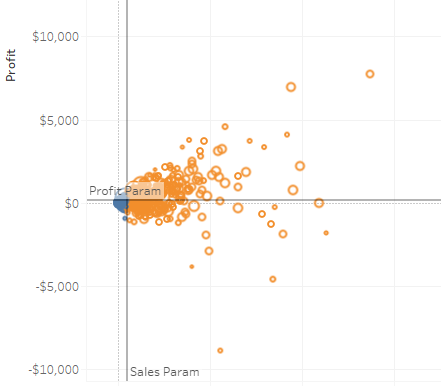 $10,000
Profit
$5,000
Profit Param
$0
-$5,000
-$10,000
Sales Param